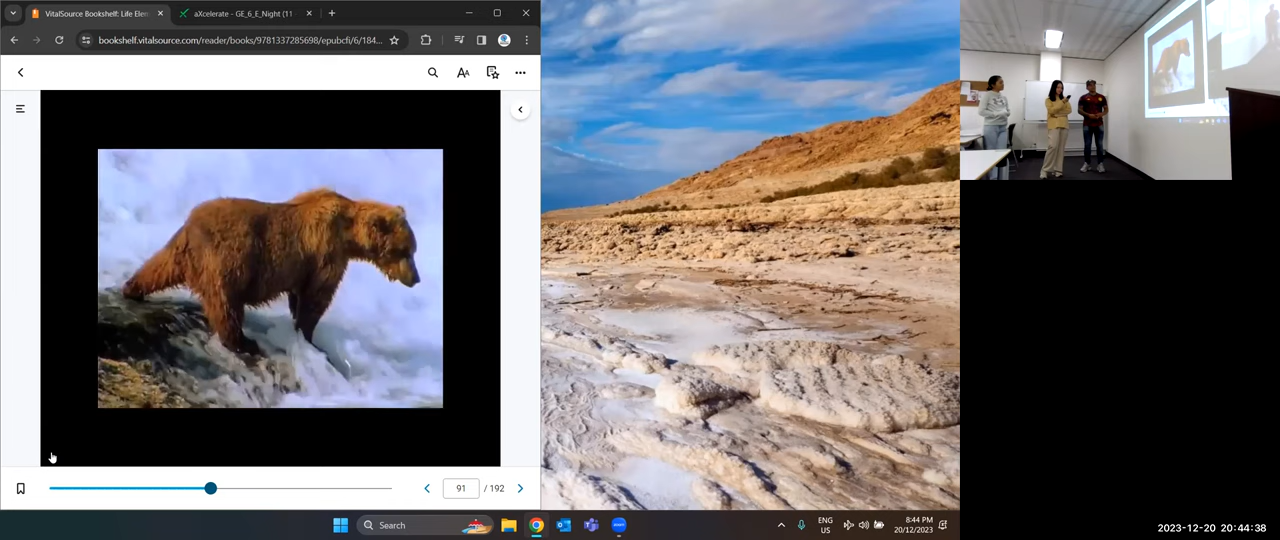 VitalSource Bookshelf: Life Elem
aXcelerate - GE_6_E_Night (11
bookshelf.vitalsource.com/reader/books/9781337285698/epubcfi/6/184...
AA
91 / 192
Search
ENG
US
8:44 PM
20/12/2023
2023-12-20 20:44:38